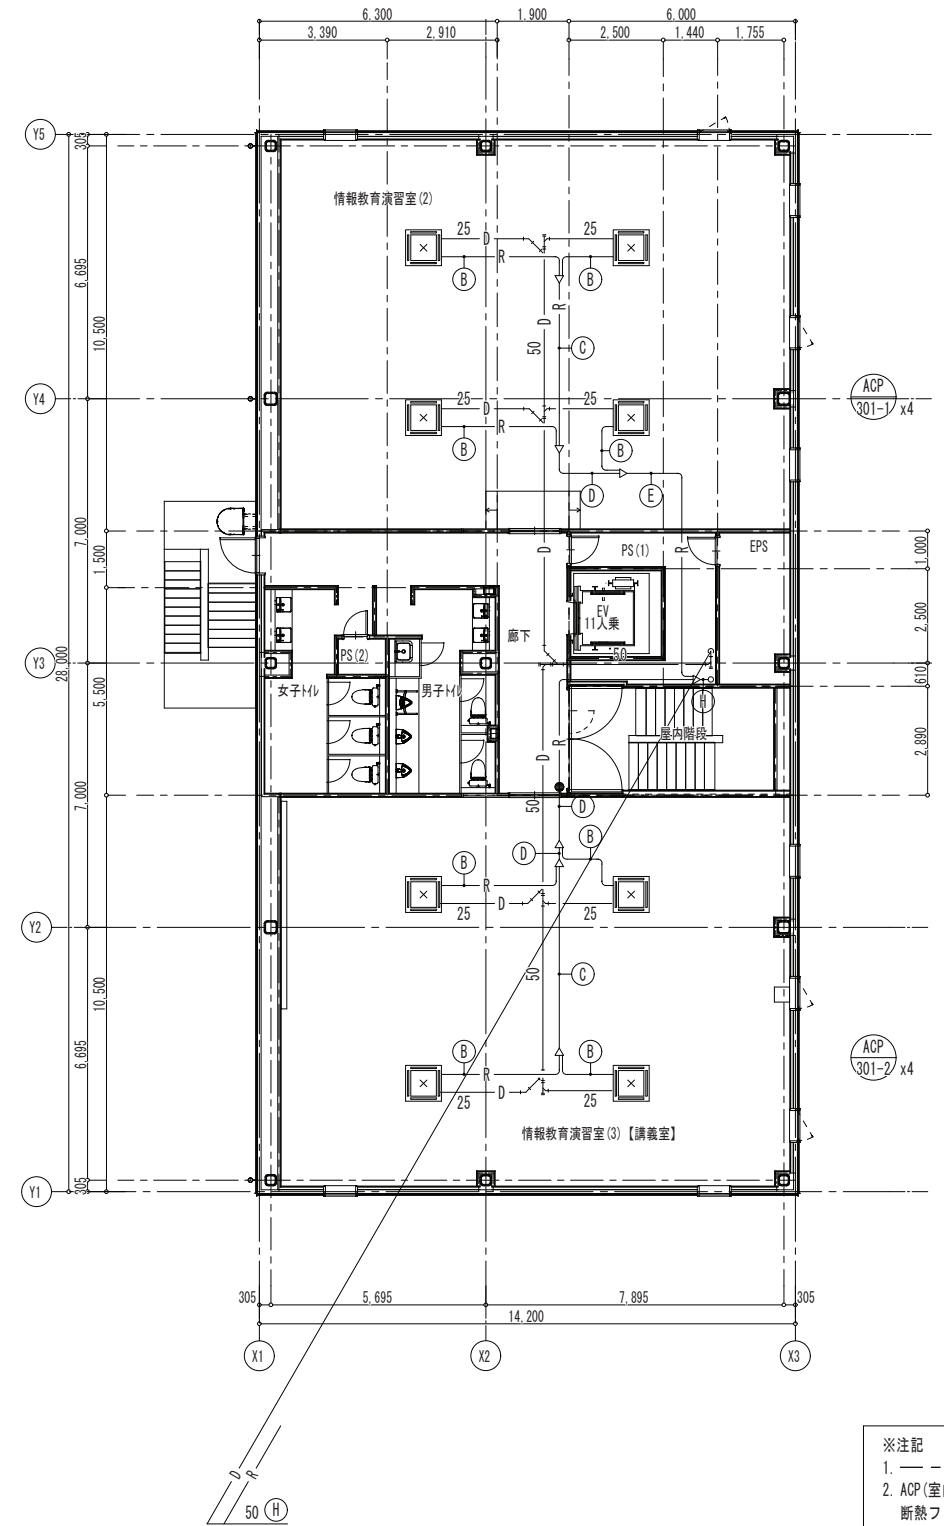 6,300
1,900
6,000
3,390
2,910
2,500
1,440
1,755
Y5
305
情報教育演習室(2)
25
D
25
R
B
B
6,695
10,500
R
D
50
C
ACP
301-1
x4
Y4
25
D
25
R
B
B
D
E
7,000
1,500
D
PS(1)
R
EPS
1,000
EV
11人乗
廊下
2,500
50
PS(2)
Y3
28,000
5,500
女子トイレ
男子トイレ
610
H
屋内階段
R
D
2,890
7,000
50
D
B
D
B
R
25
D
25
Y2
50
C
10,500
6,695
ACP
301-2
x4
B
B
R
25
D
25
情報教育演習室(3)【講義室】
Y1
305
305
5,695
7,895
305
14,200
X1
X2
X3
D
R
50
H
※注記
1.
2. ACP(室
断熱フ